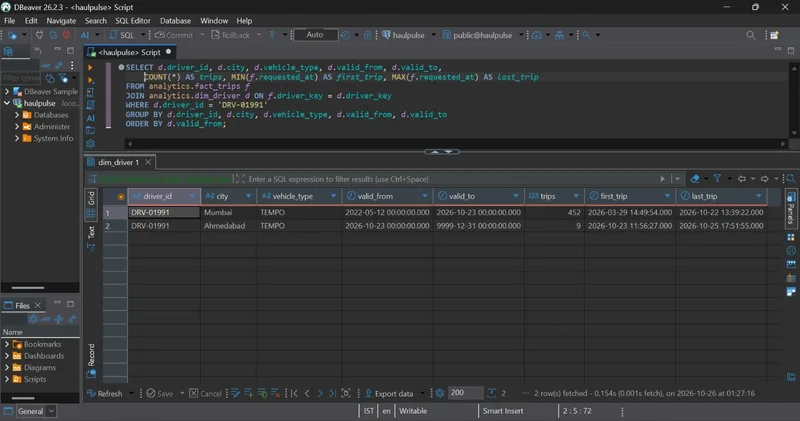 DBeaver 26.2.3 - <haulpulse> Script
File Edit Navigate Search SQL Editor Database Window Help
SQL Commit Rollback Auto haulpulse public@haulpulse
<haulpulse> Script
Filter conne
DBeaver Sample
haulpulse (loca
Databases
Administer
System Info
SELECT d.driver_id, d.city, d.vehicle_type, d.valid_from, d.valid_to,
COUNT(*) AS trips, MIN(f.requested_at) AS first_trip, MAX(f.requested_at) AS last_trip
FROM analytics.fact_trips f
JOIN analytics.dim_driver d ON f.driver_key = d.driver_key
WHERE d.driver_id = 'DRV-01991'
GROUP BY d.driver_id, d.city, d.vehicle_type, d.valid_from, d.valid_to
ORDER BY d.valid_from;
dim_driver 1
Enter a SQL expression to filter results (use Ctrl+Space)
Grid
Text
Record
Panels
driver_id city vehicle_type valid_from valid_to trips first_trip last_trip
1 DRV-01991 Mumbai TEMPO 2022-05-12 00:00:00.000 2026-10-23 00:00:00.000 452 2026-03-29 14:49:54.000 2026-10-22 13:39:22.000
2 DRV-01991 Ahmedabad TEMPO 2026-10-23 00:00:00.000 9999-12-31 00:00:00.000 9 2026-10-23 11:56:27.000 2026-10-25 17:51:55.000
Files
Name
Bookmarks
Dashboards
Diagrams
Scripts
Refresh Save Cancel Export data 200 2 2 row(s) fetched - 0.154s (0.001s fetch), on 2026-10-26 at 01:27:16
General IST en Writable Smart Insert 2 : 5 : 72